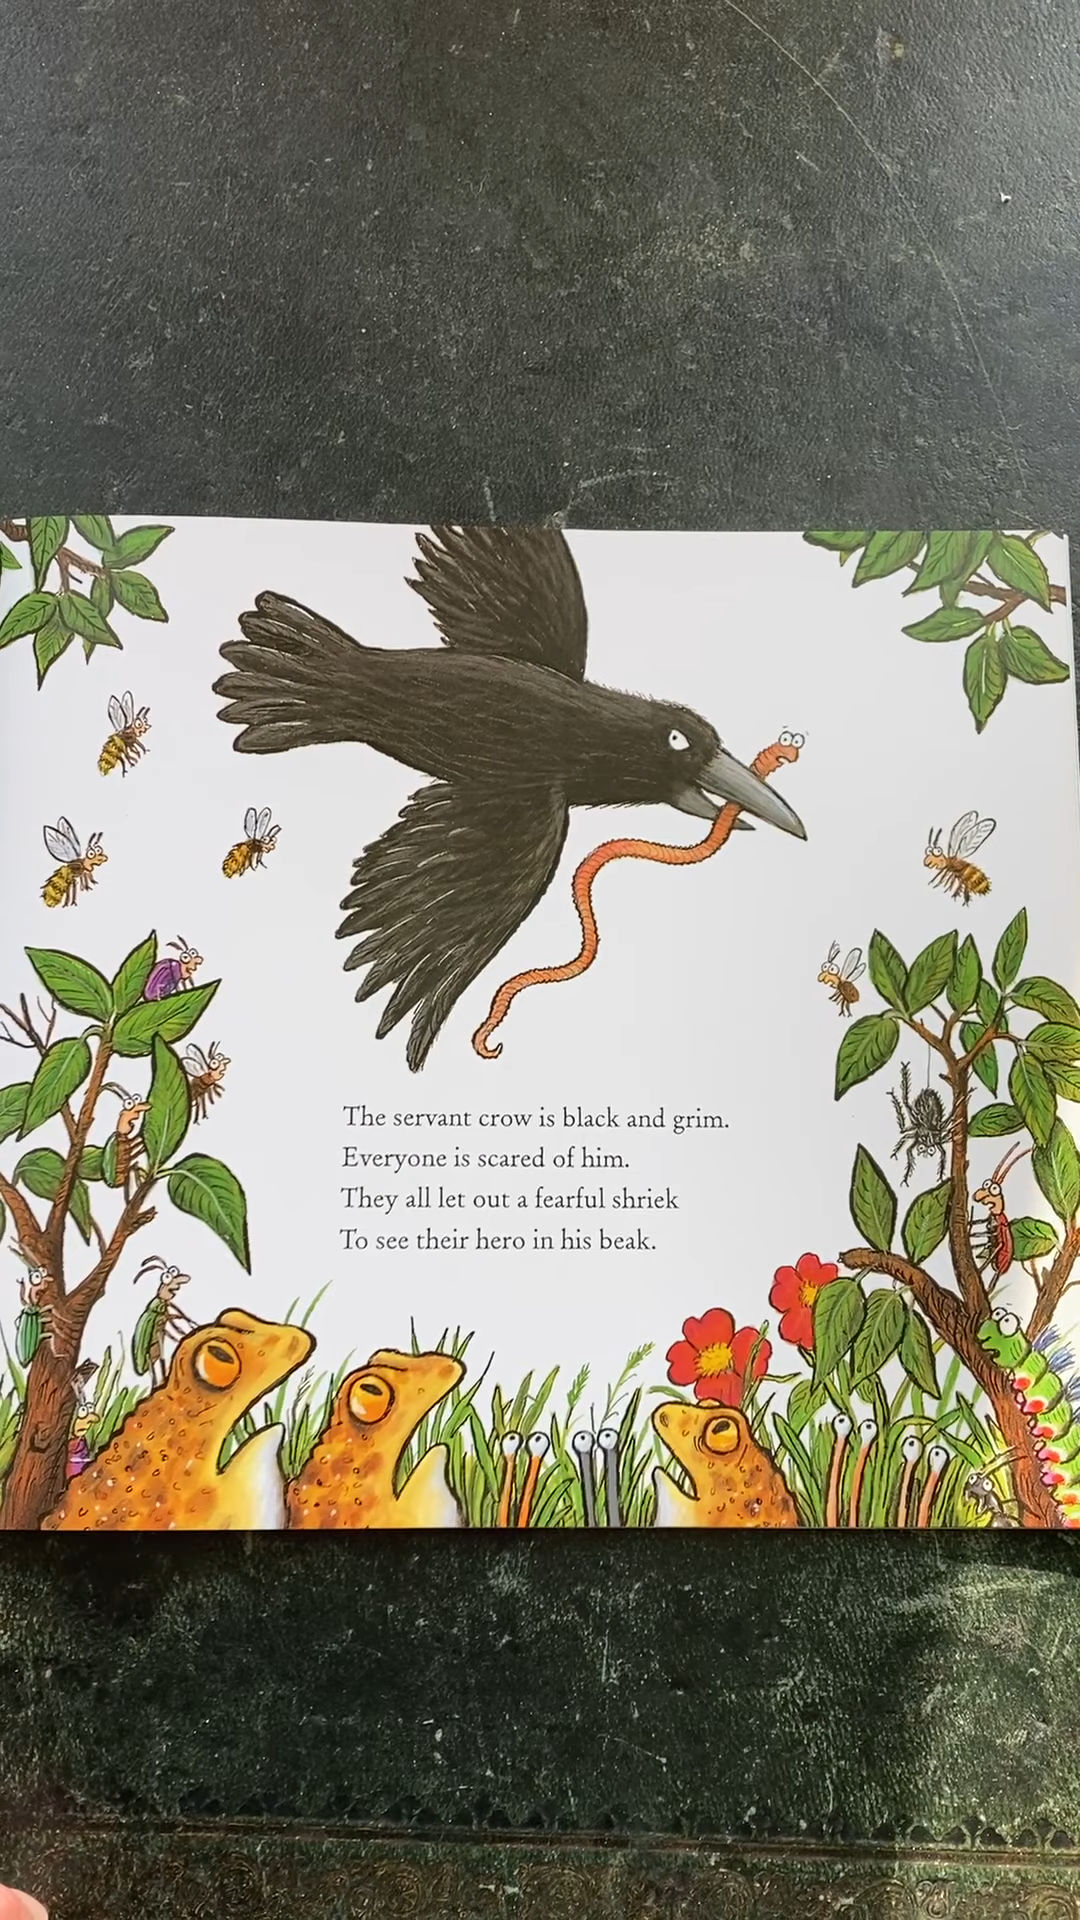 The servant crow is black and grim.
Everyone is scared of him.
They all let out a fearful shriek
To see their hero in his beak.